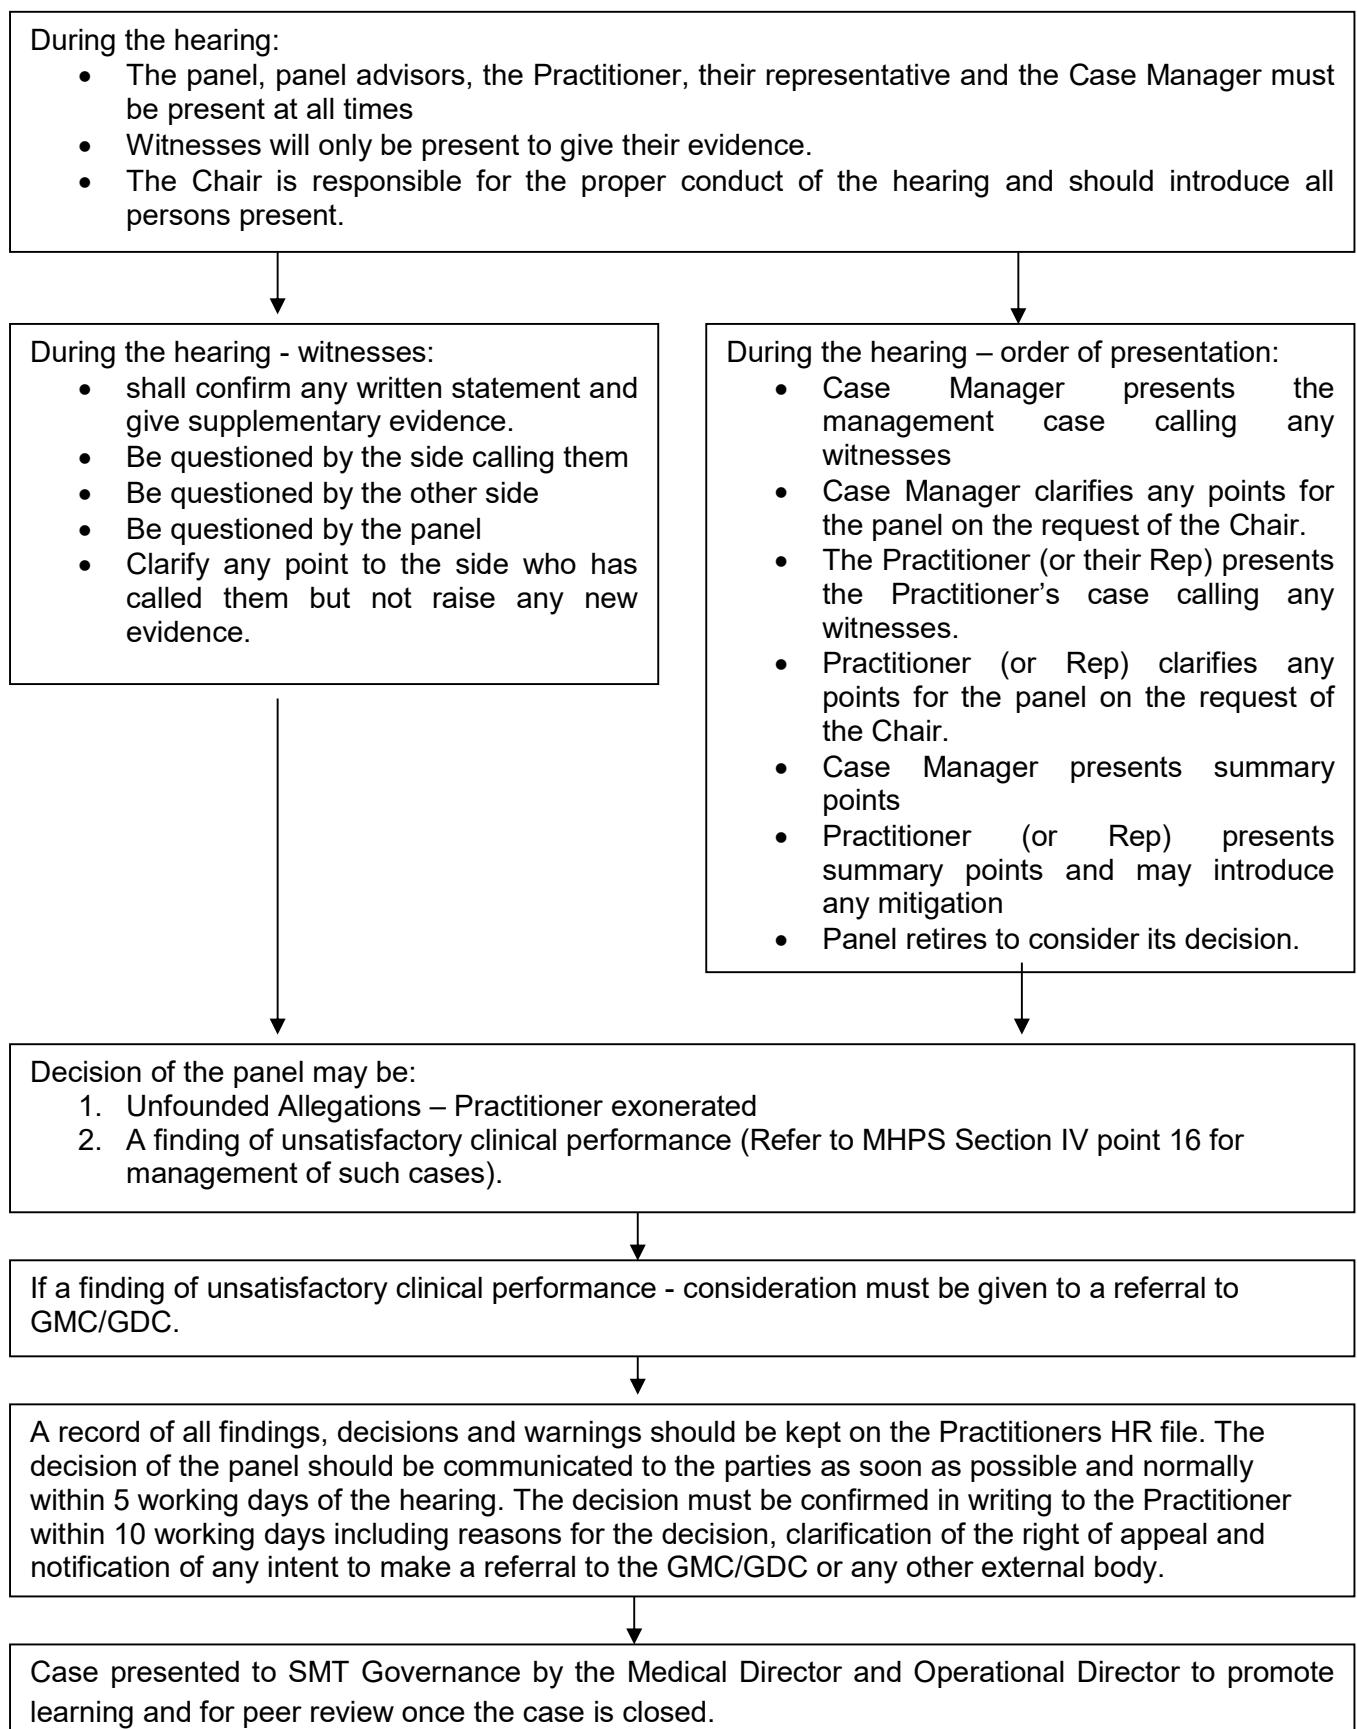 During the hearing:
• The panel, panel advisors, the Practitioner, their representative and the Case Manager must
be present at all times
• Witnesses will only be present to give their evidence.
• The Chair is responsible for the proper conduct of the hearing and should introduce all
persons present.
During the hearing - witnesses:
• shall confirm any written statement and
give supplementary evidence.
• Be questioned by the side calling them
• Be questioned by the other side
• Be questioned by the panel
• Clarify any point to the side who has
called them but not raise any new
evidence.
During the hearing – order of presentation:
• Case Manager presents the
management case calling any
witnesses
• Case Manager clarifies any points for
the panel on the request of the Chair.
• The Practitioner (or their Rep) presents
the Practitioner’s case calling any
witnesses.
• Practitioner (or Rep) clarifies any
points for the panel on the request of
the Chair.
• Case Manager presents summary
points
• Practitioner (or Rep) presents
summary points and may introduce
any mitigation
• Panel retires to consider its decision.
Decision of the panel may be:
1. Unfounded Allegations – Practitioner exonerated
2. A finding of unsatisfactory clinical performance (Refer to MHPS Section IV point 16 for
management of such cases).
If a finding of unsatisfactory clinical performance - consideration must be given to a referral to
GMC/GDC.
A record of all findings, decisions and warnings should be kept on the Practitioners HR file. The
decision of the panel should be communicated to the parties as soon as possible and normally
within 5 working days of the hearing. The decision must be confirmed in writing to the Practitioner
within 10 working days including reasons for the decision, clarification of the right of appeal and
notification of any intent to make a referral to the GMC/GDC or any other external body.
Case presented to SMT Governance by the Medical Director and Operational Director to promote
learning and for peer review once the case is closed.